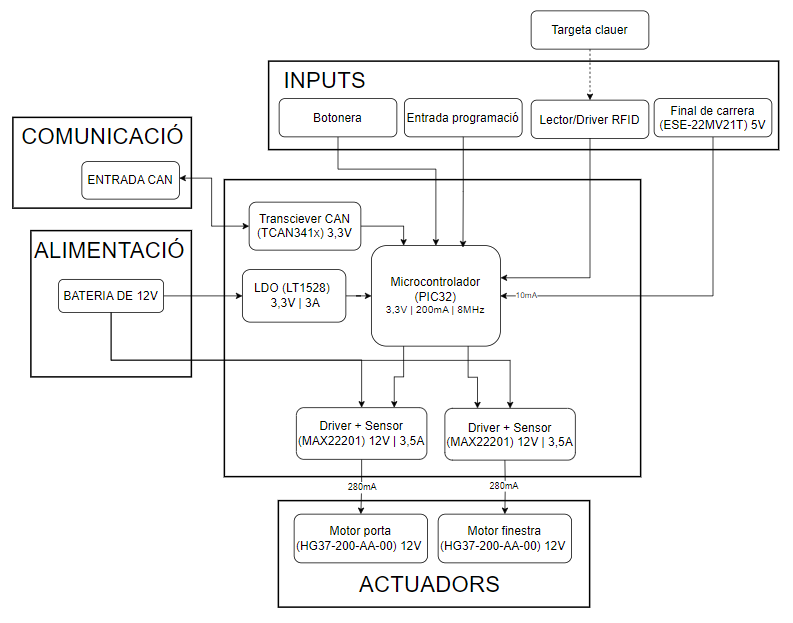 Targeta clauer
INPUTS
Botonera
Entrada programació
Lector/Driver RFID
Final de carrera
(ESE-22MV21T) 5V
COMUNICACIÓ
ENTRADA CAN
Transciever CAN
(TCAN341x) 3,3V
ALIMENTACIÓ
BATERIA DE 12V
LDO (LT1528)
3,3V | 3A
Microcontrolador
(PIC32)
3,3V | 200mA | 8MHz
10mA
Driver + Sensor
(MAX22201) 12V | 3,5A
Driver + Sensor
(MAX22201) 12V | 3,5A
280mA
280mA
Motor porta
(HG37-200-AA-00) 12V
Motor finestra
(HG37-200-AA-00) 12V
ACTUADORS